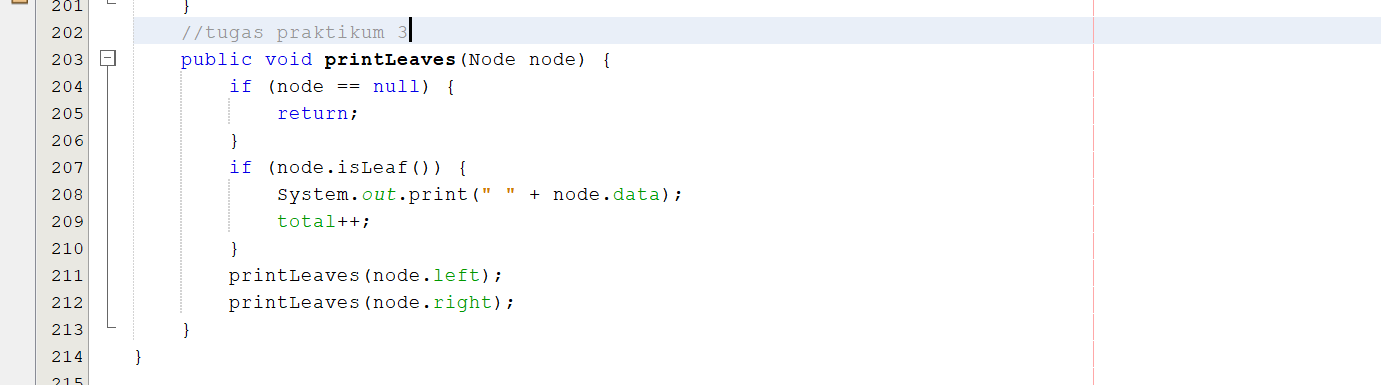 201 }
202 //tugas praktikum 3
203 public void printLeaves(Node node) {
204 if (node == null) {
205 return;
206 }
207 if (node.isLeaf()) {
208 System.out.print(" " + node.data);
209 total++;
210 }
211 printLeaves(node.left);
212 printLeaves(node.right);
213 }
214 }
215